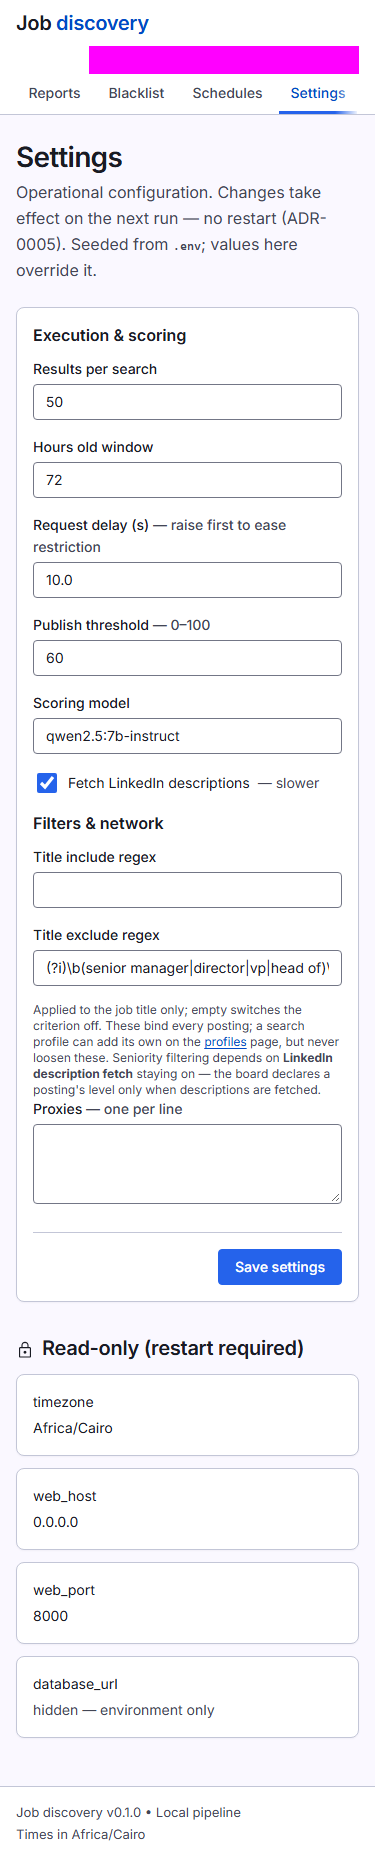 Job discovery
Reports Blacklist Schedules Settings
Settings
Operational configuration. Changes take
effect on the next run — no restart (ADR-
0005). Seeded from .env; values here
override it.
Execution & scoring
Results per search
50
Hours old window
72
Request delay (s) — raise first to ease
restriction
10.0
Publish threshold — 0–100
60
Scoring model
qwen2.5:7b-instruct
Fetch LinkedIn descriptions — slower
Filters & network
Title include regex
Title exclude regex
(?i)\b(senior manager|director|vp|head of)\
Applied to the job title only; empty switches the
criterion off. These bind every posting; a search
profile can add its own on the profiles page, but never
loosen these. Seniority filtering depends on LinkedIn
description fetch staying on — the board declares a
posting's level only when descriptions are fetched.
Proxies — one per line
Save settings
Read-only (restart required)
timezone
Africa/Cairo
web_host
0.0.0.0
web_port
8000
database_url
hidden — environment only
Job discovery v0.1.0 • Local pipeline
Times in Africa/Cairo